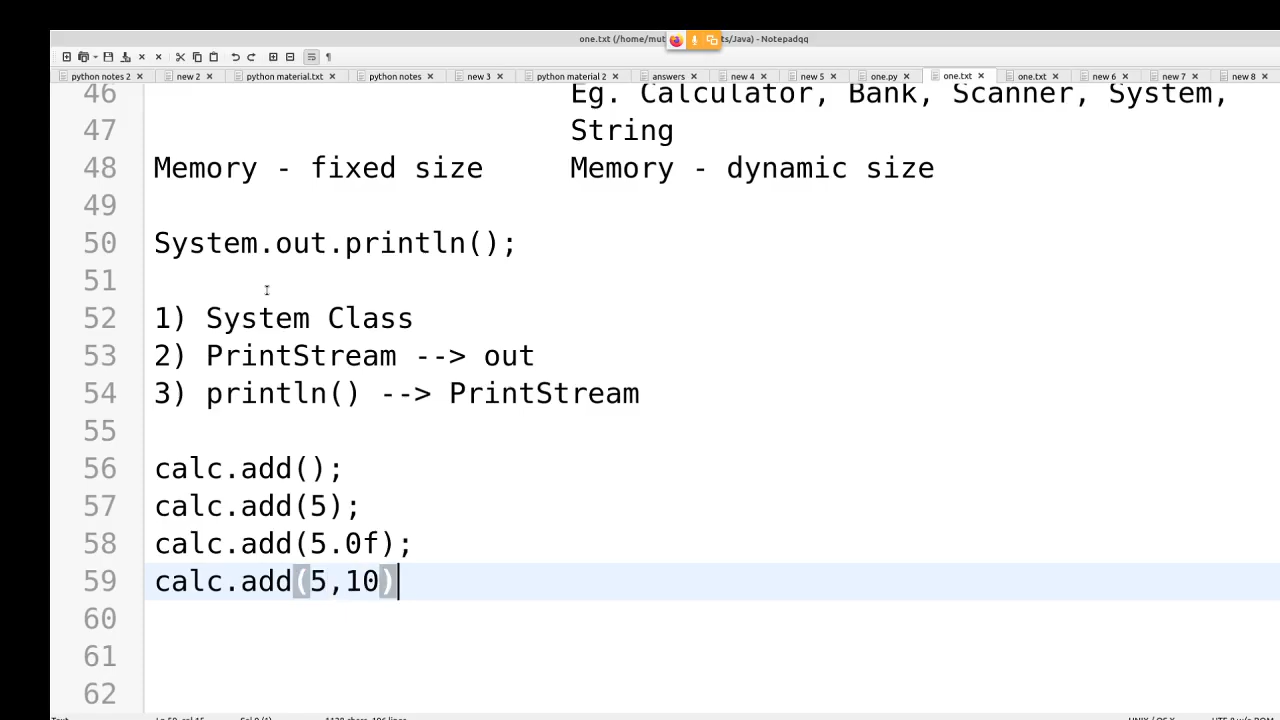 one.txt (/home/mut ts/Java) - Notepadqq
python notes 2 new 2 python material.txt python notes new 3 python material 2 answers new 4 new 5 one.py one.txt one.txt new 6 new 7 new 8
46 Eg. Calculator, Bank, Scanner, System,
47 String
48 Memory - fixed size Memory - dynamic size
49
50 System.out.println();
51
52 1) System Class
53 2) PrintStream --> out
54 3) println() --> PrintStream
55
56 calc.add();
57 calc.add(5);
58 calc.add(5.0f);
59 calc.add(5,10)
60
61
62